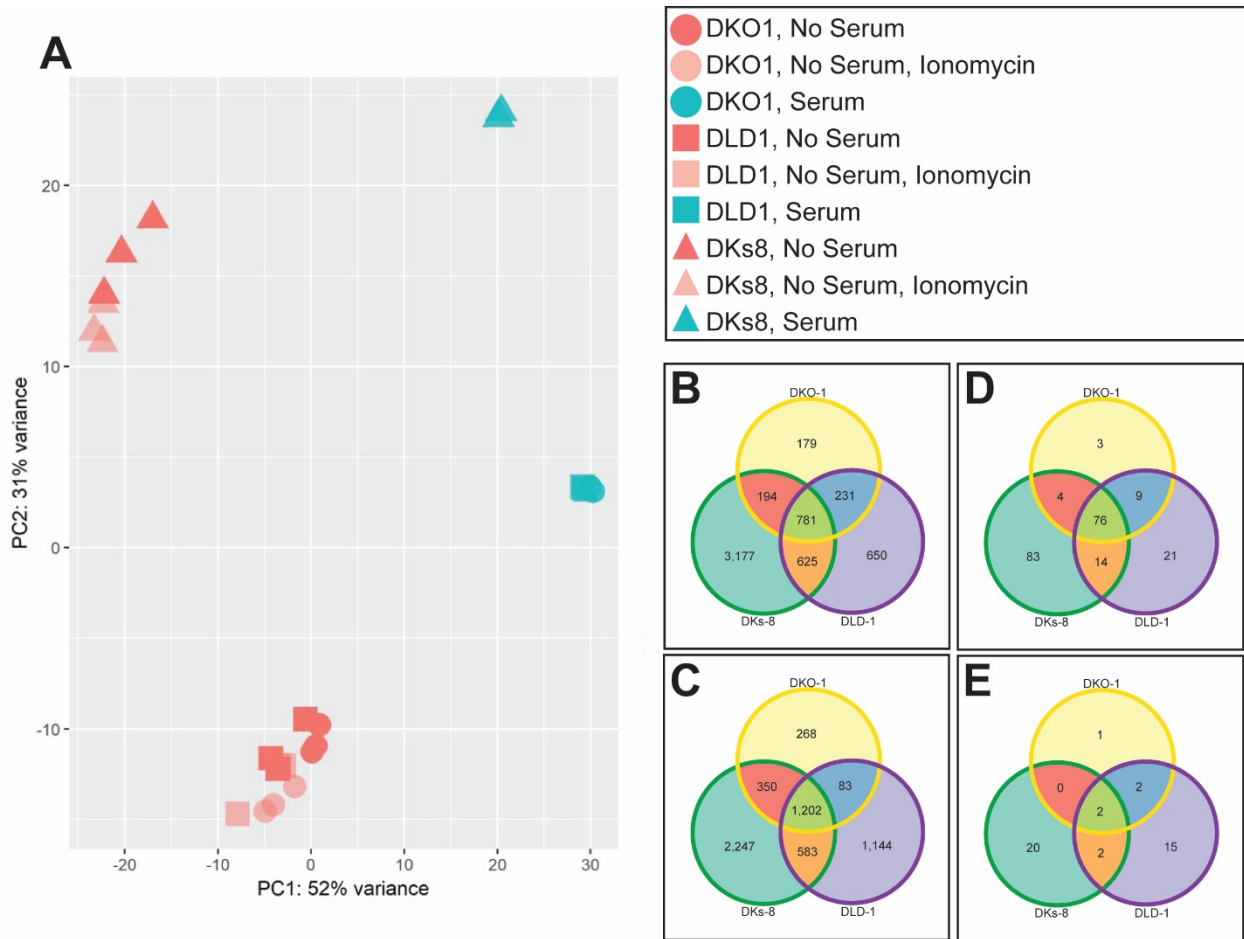 A
PC2: 31% variance
20
10
0
-10
-20
-10
0
10
20
30
PC1: 52% variance
DKO1, No Serum
DKO1, No Serum, Ionomycin
DKO1, Serum
DLD1, No Serum
DLD1, No Serum, Ionomycin
DLD1, Serum
DKs8, No Serum
DKs8, No Serum, Ionomycin
DKs8, Serum
B
DKO-1
179
194
231
781
3,177
625
650
DKs-8
DLD-1
D
DKO-1
3
4
9
76
83
14
21
DKs-8
DLD-1
C
DKO-1
268
350
83
1,202
2,247
583
1,144
DKs-8
DLD-1
E
DKO-1
1
0
2
2
20
2
15
DKs-8
DLD-1